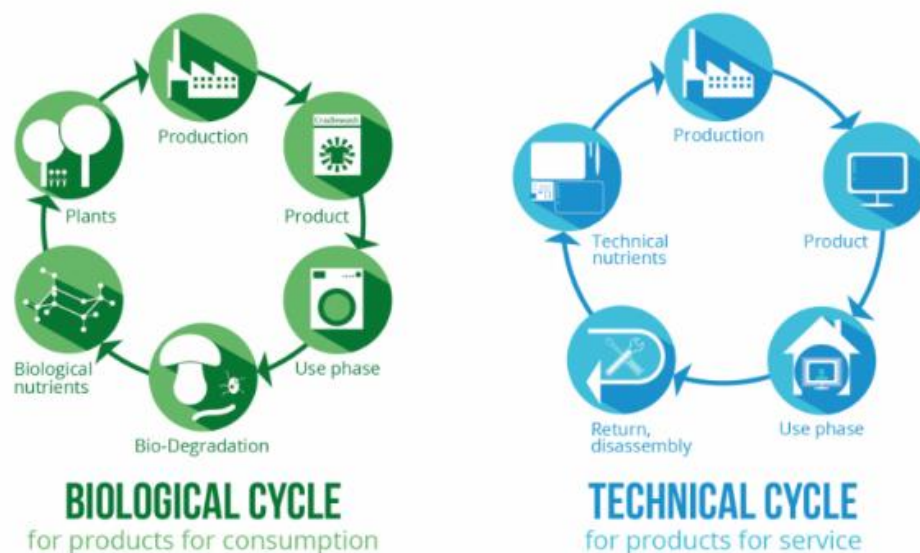 Production
Cradlewash
Product
Use phase
Bio-Degradation
Biological
nutrients
Plants
BIOLOGICAL CYCLE
for products for consumption
Production
Product
Use phase
Return,
disassembly
Technical
nutrients
TECHNICAL CYCLE
for products for service